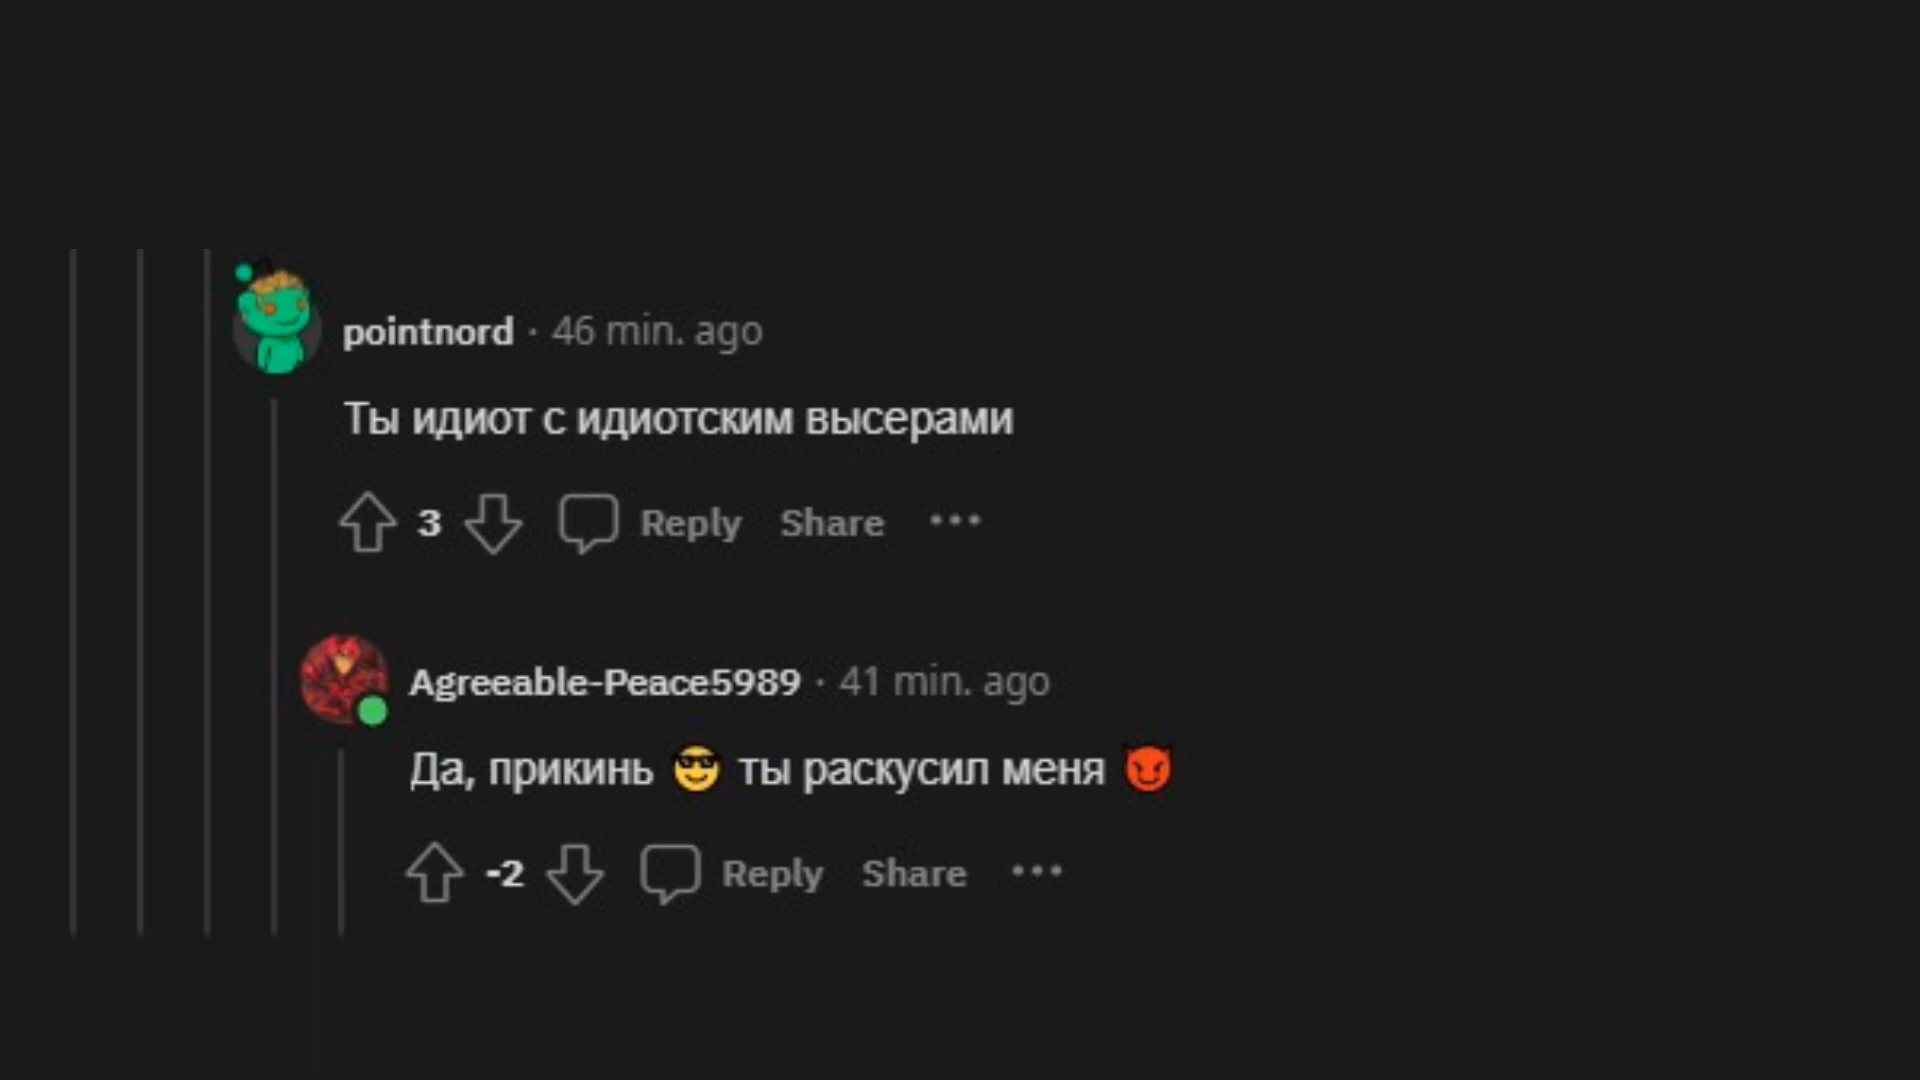 pointnord · 46 min. ago
Ты идиот с идиотским высерами
3 Reply Share •••
Agreeable-Peace5989 · 41 min. ago
Да, прикинь 😎 ты раскусил меня 😈
-2 Reply Share •••